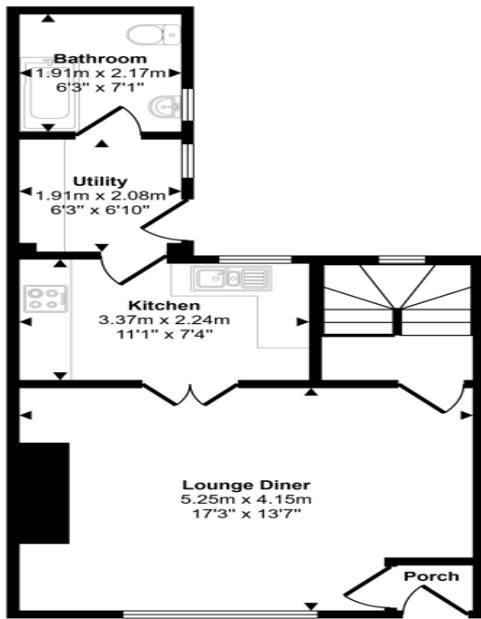 Bathroom
1.91m x 2.17m
6'3" x 7'1"
Utility
1.91m x 2.08m
6'3" x 6'10"
Kitchen
3.37m x 2.24m
11'1" x 7'4"
Lounge Diner
5.25m x 4.15m
17'3" x 13'7"
Porch